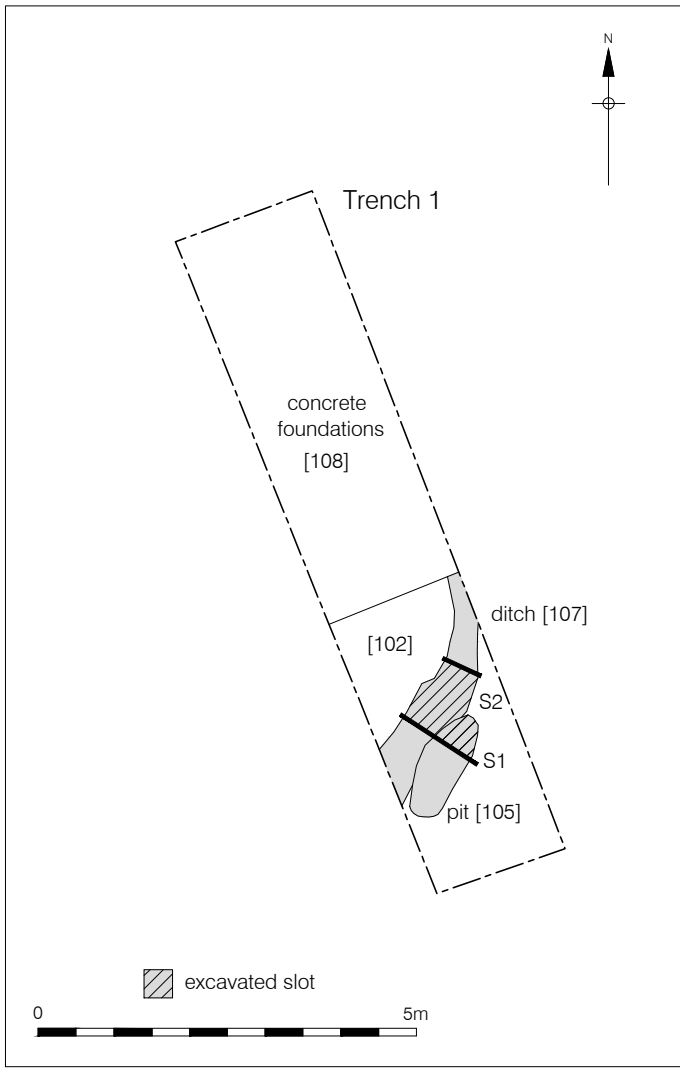 N
Trench 1
concrete
foundations
[108]
ditch [107]
[102]
S2
S1
pit [105]
excavated slot
0 5m